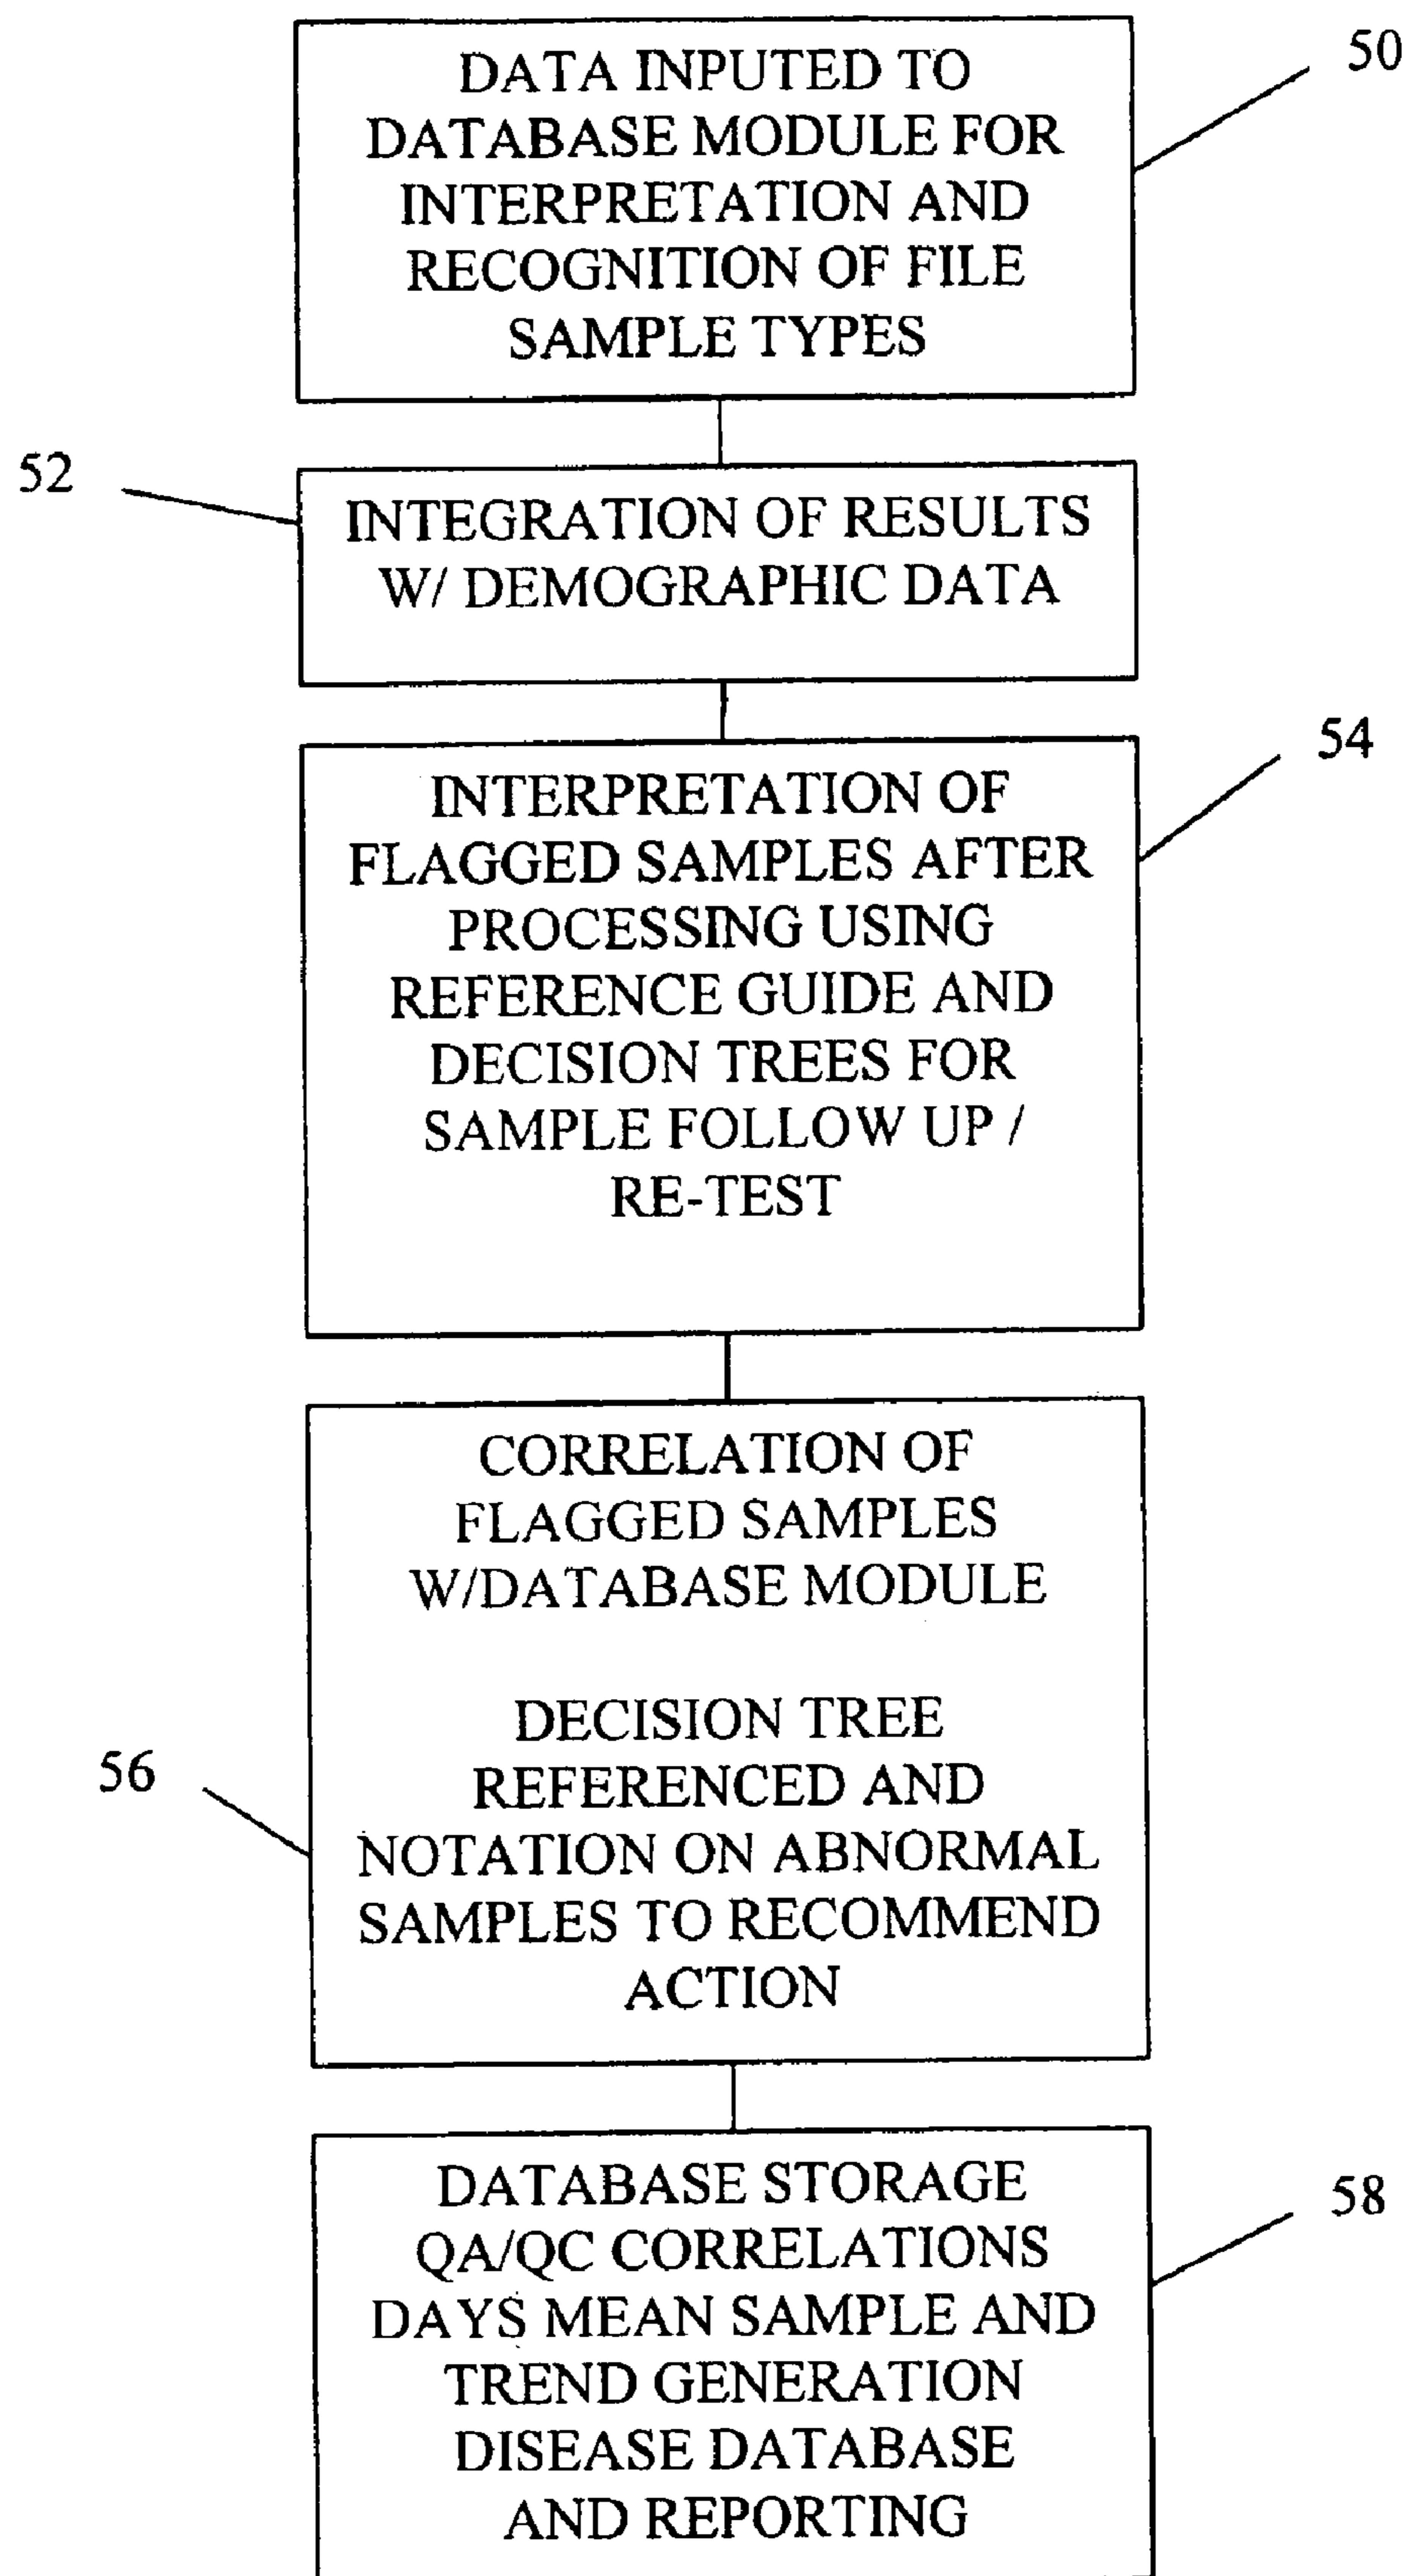 50
DATA INPUTED TO
DATABASE MODULE FOR
INTERPRETATION AND
RECOGNITION OF FILE
SAMPLE TYPES
52
INTEGRATION OF RESULTS
W/ DEMOGRAPHIC DATA
54
INTERPRETATION OF
FLAGGED SAMPLES AFTER
PROCESSING USING
REFERENCE GUIDE AND
DECISION TREES FOR
SAMPLE FOLLOW UP /
RE-TEST
CORRELATION OF
FLAGGED SAMPLES
W/DATABASE MODULE
56
DECISION TREE
REFERENCED AND
NOTATION ON ABNORMAL
SAMPLES TO RECOMMEND
ACTION
58
DATABASE STORAGE
QA/QC CORRELATIONS
DAYS MEAN SAMPLE AND
TREND GENERATION
DISEASE DATABASE
AND REPORTING